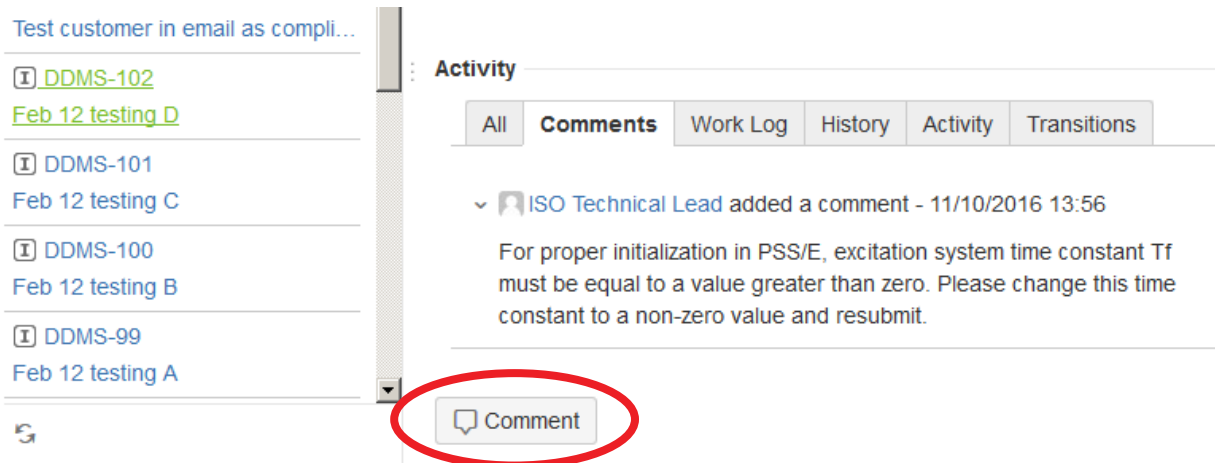 Test customer in email as compli...
DDMS-102
Feb 12 testing D
DDMS-101
Feb 12 testing C
DDMS-100
Feb 12 testing B
DDMS-99
Feb 12 testing A
Activity
All Comments Work Log History Activity Transitions
ISO Technical Lead added a comment - 11/10/2016 13:56
For proper initialization in PSS/E, excitation system time constant Tf
must be equal to a value greater than zero. Please change this time
constant to a non-zero value and resubmit.
Comment